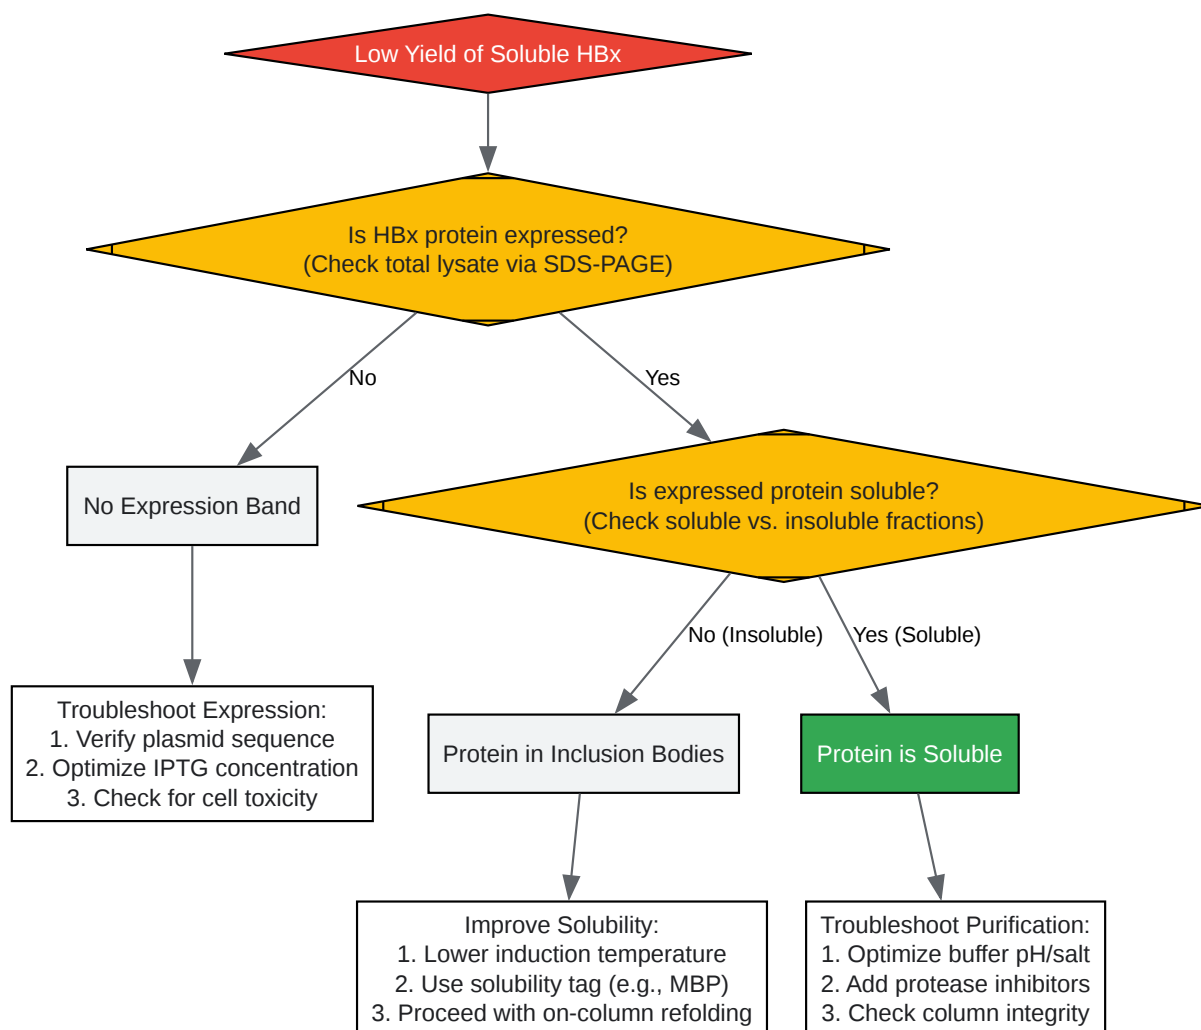 Low Yield of Soluble HBx
Is HBx protein expressed?
(Check total lysate via SDS-PAGE)
No
Yes
No Expression Band
Is expressed protein soluble?
(Check soluble vs. insoluble fractions)
No (Insoluble)
Yes (Soluble)
Troubleshoot Expression:
1. Verify plasmid sequence
2. Optimize IPTG concentration
3. Check for cell toxicity
Protein in Inclusion Bodies
Protein is Soluble
Improve Solubility:
1. Lower induction temperature
2. Use solubility tag (e.g., MBP)
3. Proceed with on-column refolding
Troubleshoot Purification:
1. Optimize buffer pH/salt
2. Add protease inhibitors
3. Check column integrity